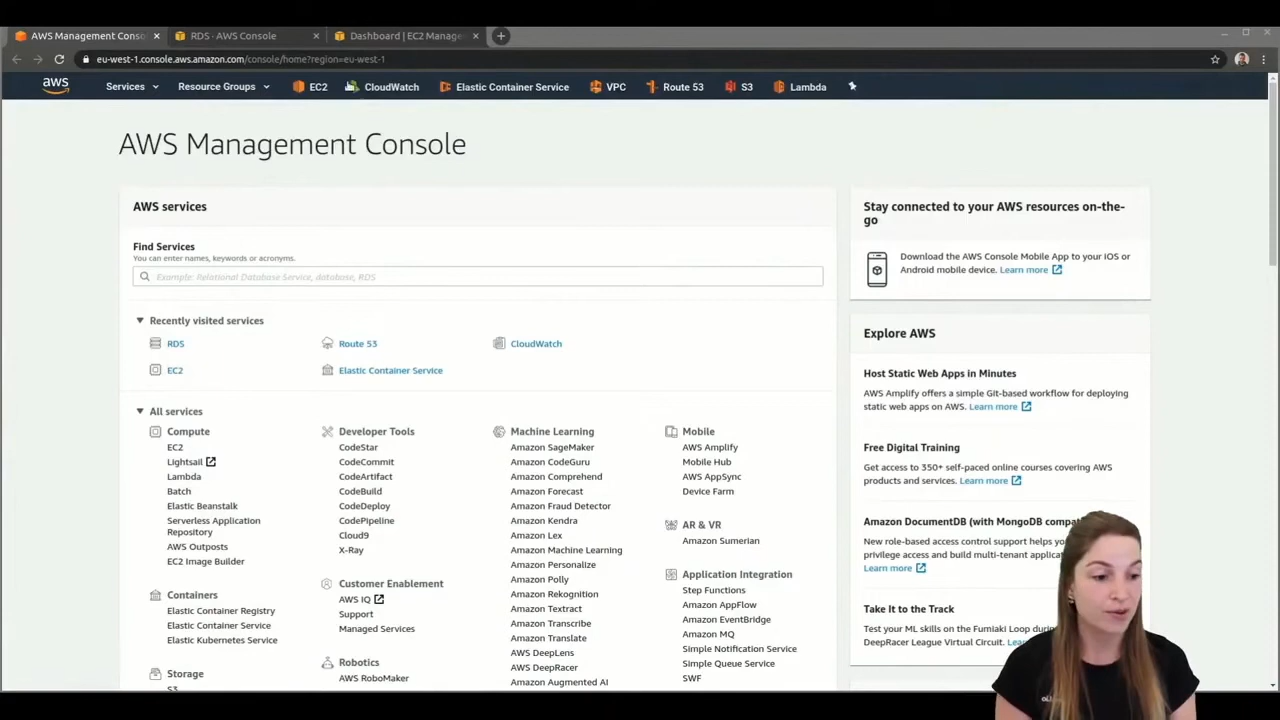 AWS Management Conso
RDS · AWS Console
Dashboard | EC2 Manage
eu-west-1.console.aws.amazon.com/console/home?region=eu-west-1
aws
Services
Resource Groups
EC2
CloudWatch
Elastic Container Service
VPC
Route 53
S3
Lambda
AWS Management Console
AWS services
Find Services
You can enter names, keywords or acronyms.
Example: Relational Database Service, database, RDS
Recently visited services
RDS
Route 53
CloudWatch
EC2
Elastic Container Service
All services
Compute
EC2
Lightsail
Lambda
Batch
Elastic Beanstalk
Serverless Application
Repository
AWS Outposts
EC2 Image Builder
Containers
Elastic Container Registry
Elastic Container Service
Elastic Kubernetes Service
Storage
S3
Developer Tools
CodeStar
CodeCommit
CodeArtifact
CodeBuild
CodeDeploy
CodePipeline
Cloud9
X-Ray
Customer Enablement
AWS IQ
Support
Managed Services
Robotics
AWS RoboMaker
Machine Learning
Amazon SageMaker
Amazon CodeGuru
Amazon Comprehend
Amazon Forecast
Amazon Fraud Detector
Amazon Kendra
Amazon Lex
Amazon Machine Learning
Amazon Personalize
Amazon Polly
Amazon Rekognition
Amazon Textract
Amazon Transcribe
Amazon Translate
AWS DeepLens
AWS DeepRacer
Amazon Augmented AI
Mobile
AWS Amplify
Mobile Hub
AWS AppSync
Device Farm
AR & VR
Amazon Sumerian
Application Integration
Step Functions
Amazon AppFlow
Amazon EventBridge
Amazon MQ
Simple Notification Service
Simple Queue Service
SWF
Stay connected to your AWS resources on-the-
go
Download the AWS Console Mobile App to your iOS or
Android mobile device. Learn more
Explore AWS
Host Static Web Apps in Minutes
AWS Amplify offers a simple Git-based workflow for deploying
static web apps on AWS. Learn more
Free Digital Training
Get access to 350+ self-paced online courses covering AWS
products and services. Learn more
Amazon DocumentDB (with MongoDB compat
New role-based access control support helps yo
privilege access and build multi-tenant applicat
Learn more
Take It to the Track
Test your ML skills on the Fumiaki Loop durin
DeepRacer League Virtual Circuit. Lea